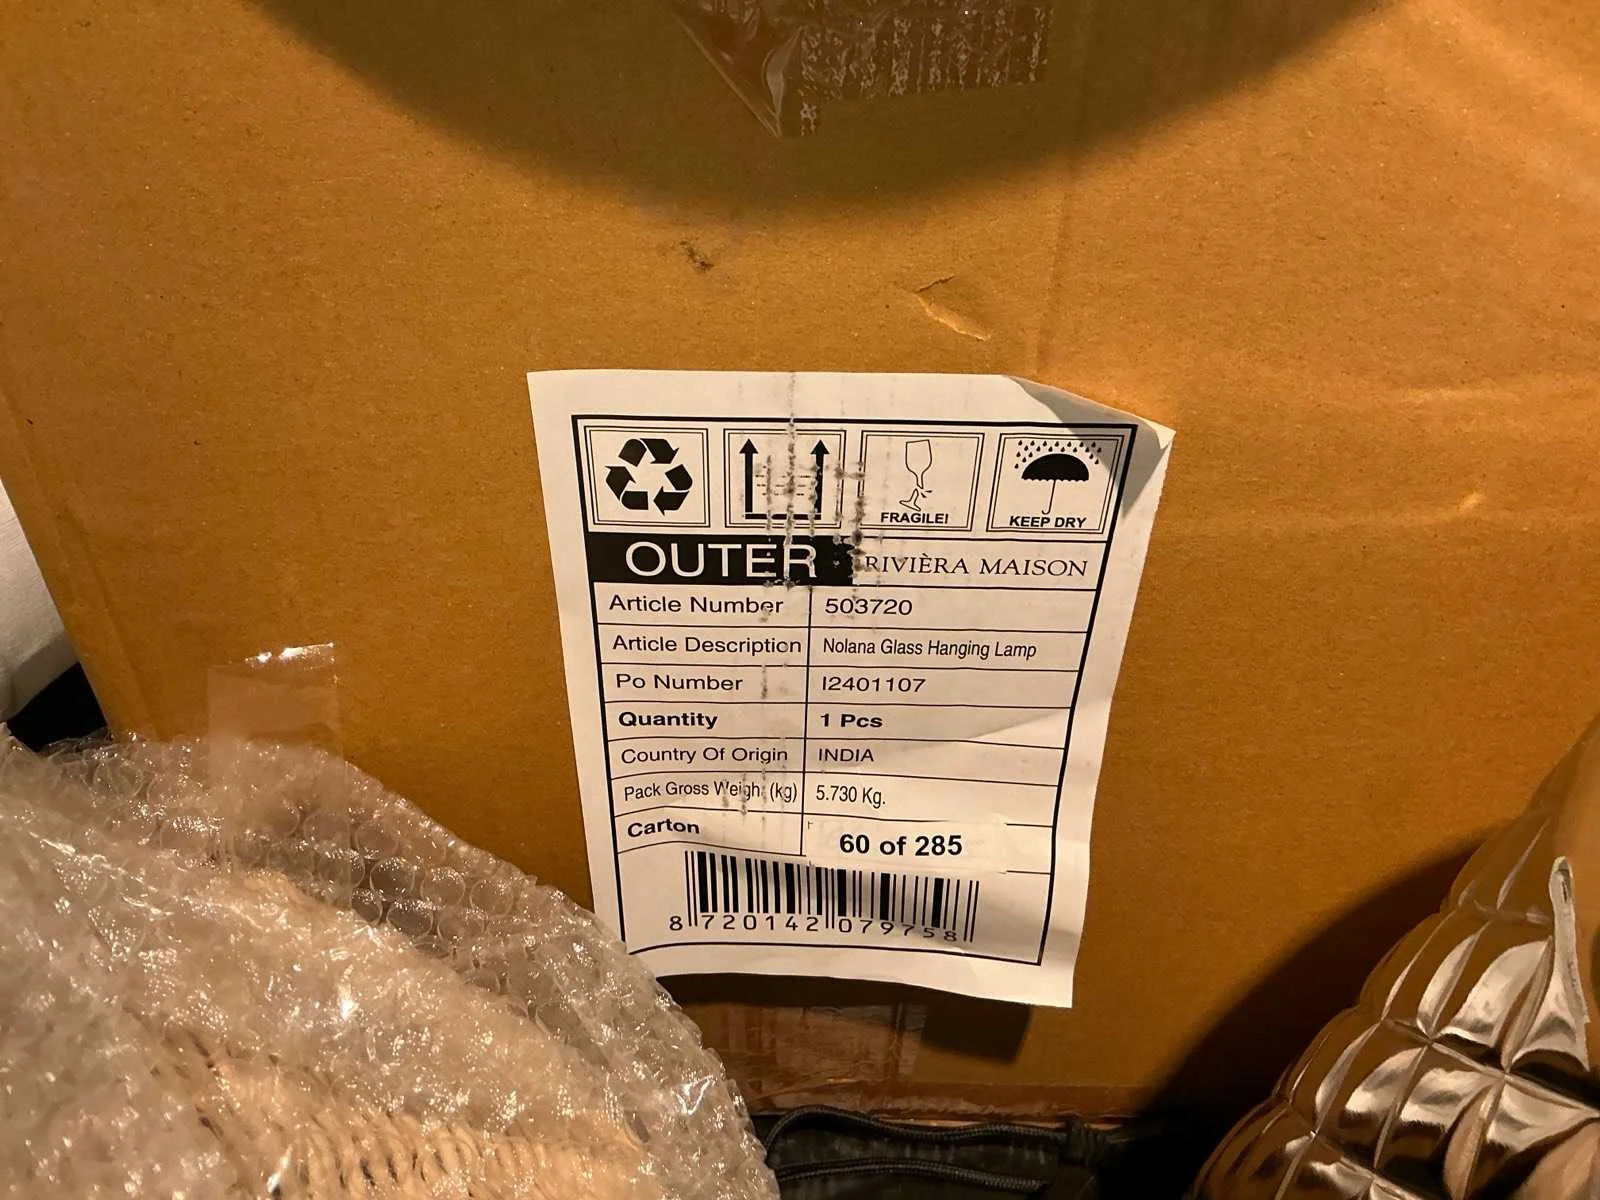 FRAGILE!
KEEP DRY
OUTER RIVIÈRA MAISON
Article Number 503720
Article Description Nolana Glass Hanging Lamp
Po Number I2401107
Quantity 1 Pcs
Country Of Origin INDIA
Pack Gross Weight (kg) 5.730 Kg.
Carton 60 of 285
8 720142 079758